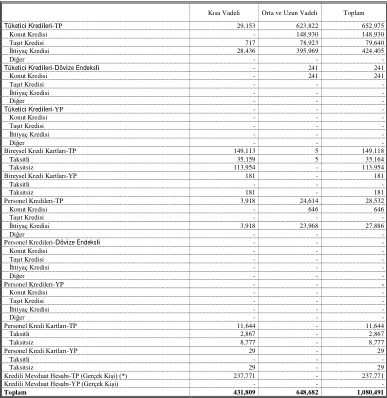 Kısa Vadeli Orta ve Uzun Vadeli Toplam
Tüketici Kredileri-TP 29,153 623,822 652,975
Konut Kredisi - 148,930 148,930
Taşıt Kredisi 717 78,923 79,640
İhtiyaç Kredisi 28,436 395,969 424,405
Diğer - - -
Tüketici Kredileri-Dövize Endeksli - 241 241
Konut Kredisi - 241 241
Taşıt Kredisi - - -
İhtiyaç Kredisi - - -
Diğer - - -
Tüketici Kredileri-YP - - -
Konut Kredisi - - -
Taşıt Kredisi - - -
İhtiyaç Kredisi - - -
Diğer - - -
Bireysel Kredi Kartları-TP 149,113 5 149,118
Taksitli 35,159 5 35,164
Taksitsiz 113,954 - 113,954
Bireysel Kredi Kartları-YP 181 - 181
Taksitli - - -
Taksitsiz 181 - 181
Personel Kredileri-TP 3,918 24,614 28,532
Konut Kredisi - 646 646
Taşıt Kredisi - - -
İhtiyaç Kredisi 3,918 23,968 27,886
Diğer - - -
Personel Kredileri-Dövize Endeksli - - -
Konut Kredisi - - -
Taşıt Kredisi - - -
İhtiyaç Kredisi - - -
Diğer - - -
Personel Kredileri-YP - - -
Konut Kredisi - - -
Taşıt Kredisi - - -
İhtiyaç Kredisi - - -
Diğer - - -
Personel Kredi Kartları-TP 11,644 - 11,644
Taksitli 2,867 - 2,867
Taksitsiz 8,777 - 8,777
Personel Kredi Kartları-YP 29 - 29
Taksitli - - -
Taksitsiz 29 - 29
Kredili Mevduat Hesabı-TP (Gerçek Kişi) (*) 237,771 - 237,771
Kredili Mevduat Hesabı-YP (Gerçek Kişi) - - -
Toplam 431,809 648,682 1,080,491